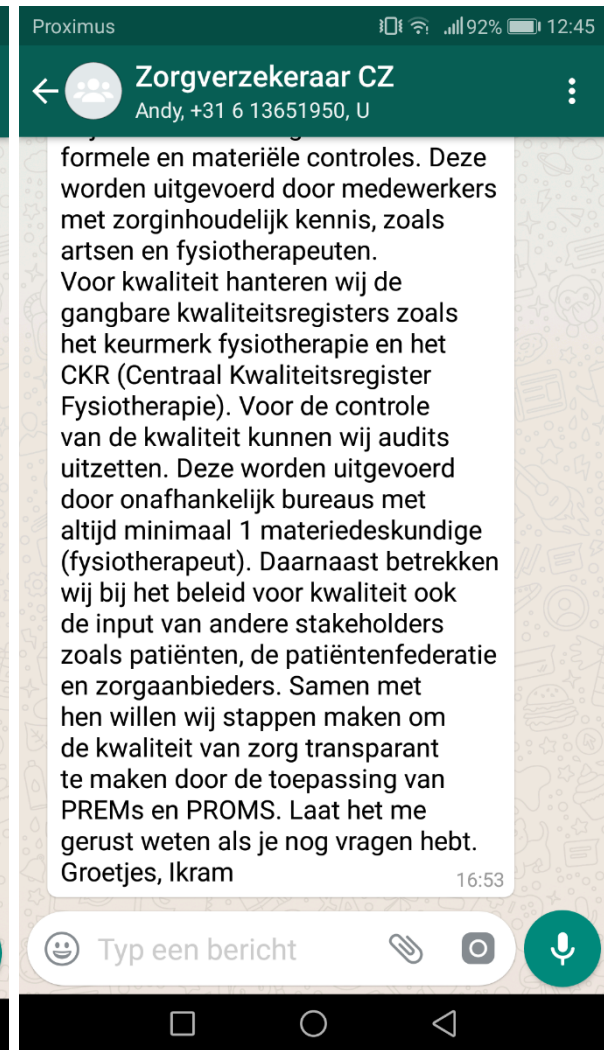 Proximus 92% 12:45
Zorgverzekeraar CZ
Andy, +31 6 13651950, U
formele en materiële controles. Deze
worden uitgevoerd door medewerkers
met zorginhoudelijk kennis, zoals
artsen en fysiotherapeuten.
Voor kwaliteit hanteren wij de
gangbare kwaliteitsregisters zoals
het keurmerk fysiotherapie en het
CKR (Centraal Kwaliteitsregister
Fysiotherapie). Voor de controle
van de kwaliteit kunnen wij audits
uitzetten. Deze worden uitgevoerd
door onafhankelijk bureaus met
altijd minimaal 1 materiedeskundige
(fysiotherapeut). Daarnaast betrekken
wij bij het beleid voor kwaliteit ook
de input van andere stakeholders
zoals patiënten, de patiëntenfederatie
en zorgaanbieders. Samen met
hen willen wij stappen maken om
de kwaliteit van zorg transparant
te maken door de toepassing van
PREMs en PROMS. Laat het me
gerust weten als je nog vragen hebt.
Groetjes, Ikram
16:53
Typ een bericht